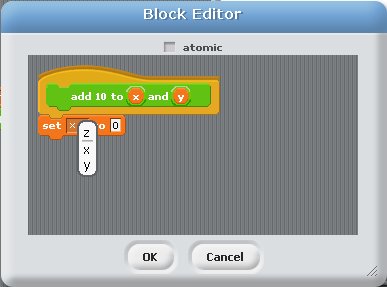 Block Editor
atomic
add 10 to x and y
set x to 0
z
x
y
OK
Cancel